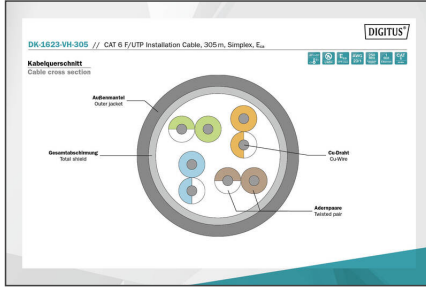 DIGITUS®
DK-1623-VH-305 // CAT 6 F/UTP Installation Cable, 305 m, Simplex, Eca
Kabelquerschnitt
Cable cross section
Außenmantel
Outer jacket
Gesamtabschirmung
Total shield
Cu-Draht
Cu-Wire
Adernpaare
Twisted pair